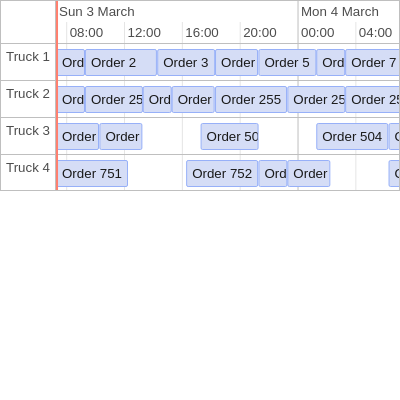 Sun 3 March Mon 4 March
08:00 12:00 16:00 20:00 00:00 04:00
Truck 1 Ord Order 2 Order 3 Order Order 5 Ord Order 7
Truck 2 Ord Order 25 Ord Order Order 255 Order 25 Order 25
Truck 3 Order Order Order 50 Order 504
Truck 4 Order 751 Order 752 Ord Order